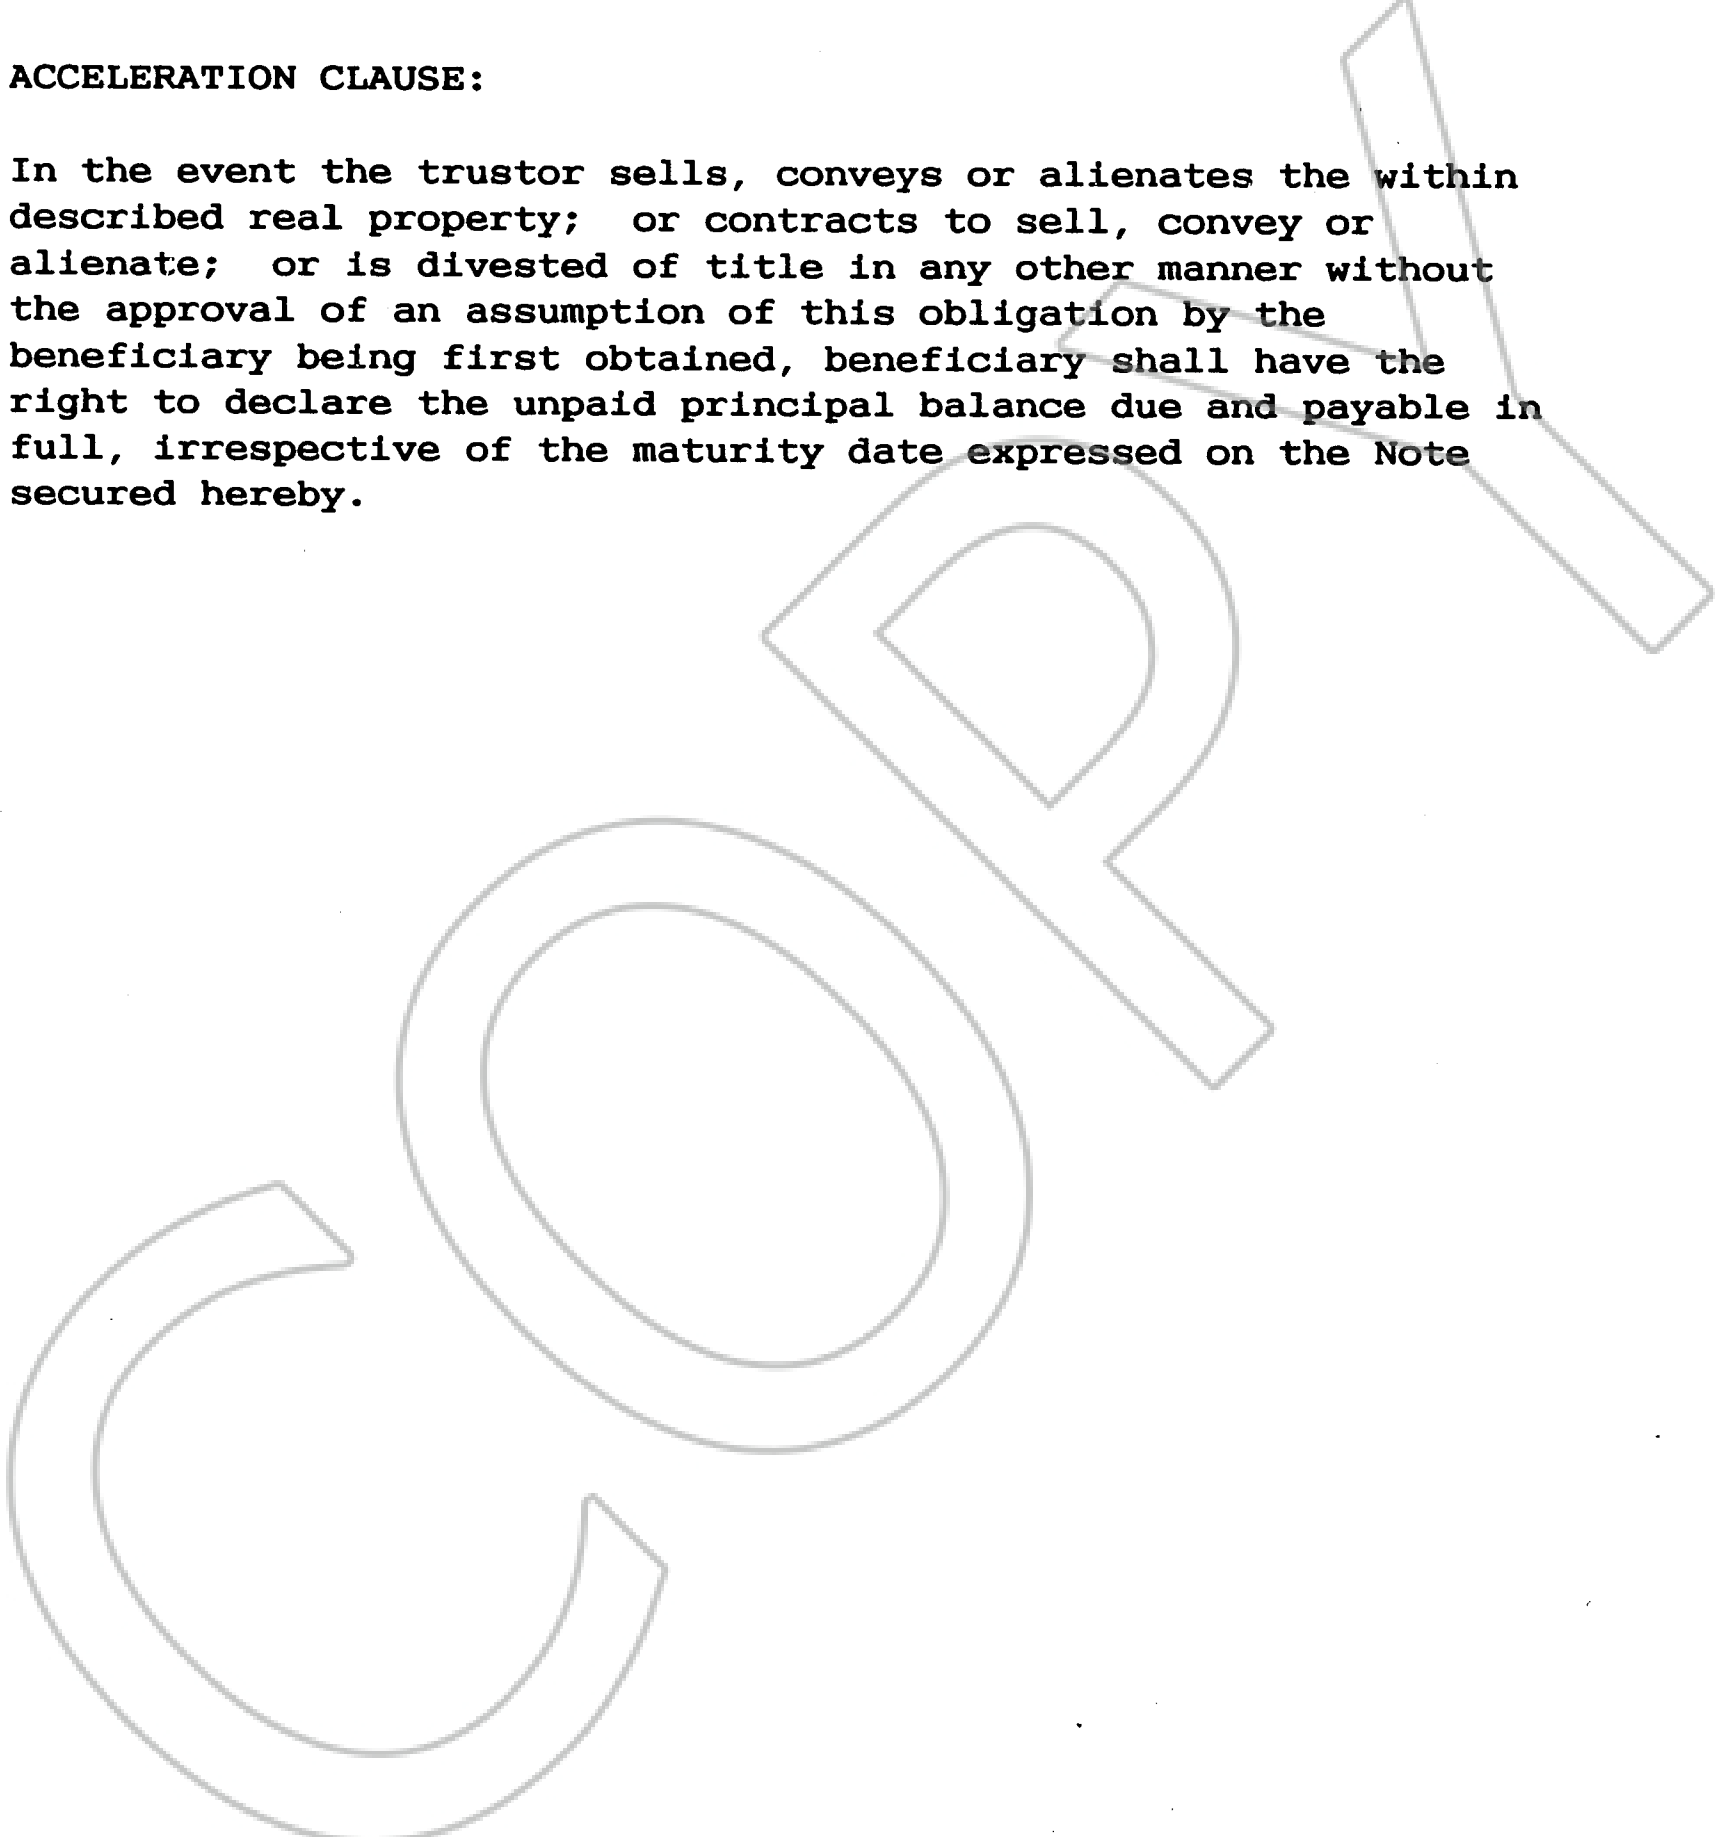 ACCELERATION CLAUSE:
In the event the trustor sells, conveys or alienates the within
described real property;  or contracts to sell, convey or
alienate;  or is divested of title in any other manner without
the approval of an assumption of this obligation by the
beneficiary being first obtained, beneficiary shall have the
right to declare the unpaid principal balance due and payable in
full, irrespective of the maturity date expressed on the Note
secured hereby.
COPY